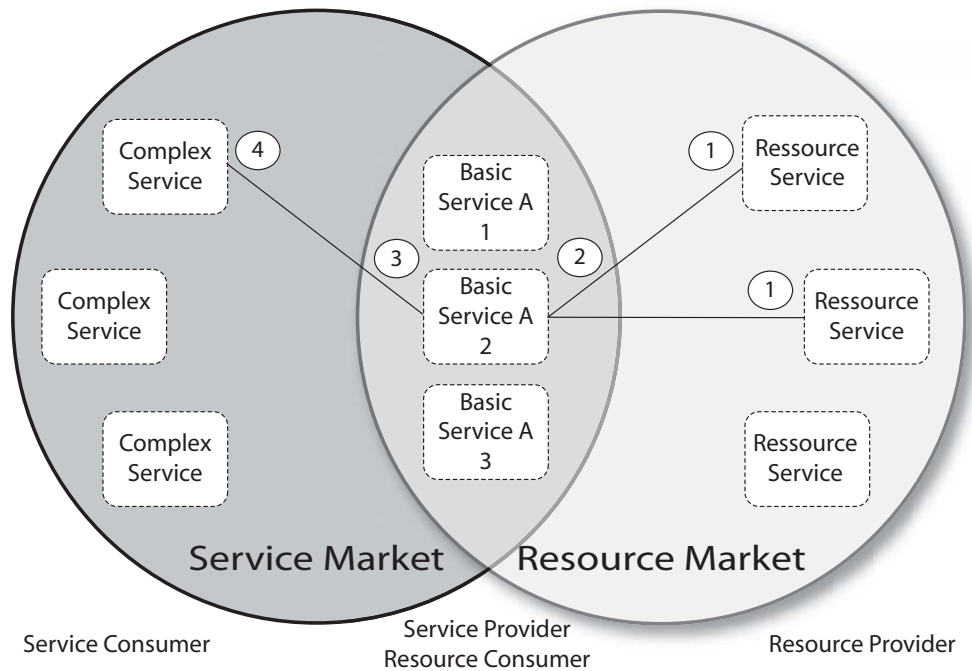 Complex
Service
4
1
Ressource
Service
Basic
Service A
1
3
2
Complex
Service
Basic
Service A
2
1
Ressource
Service
Complex
Service
Basic
Service A
3
Ressource
Service
Service Market
Resource Market
Service Consumer
Service Provider
Resource Consumer
Resource Provider